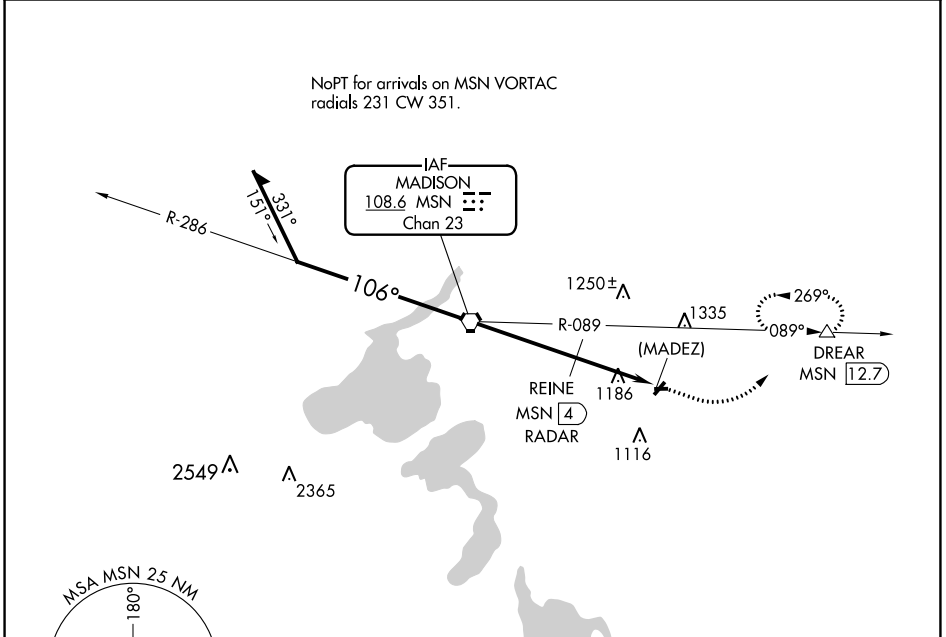 NoPT for arrivals on MSN VORTAC
radials 231 CW 351.
IAF
MADISON
108.6 MSN
Chan 23
331°
151°
R-286
106°
1250±
269°
1335
R-089
089°
(MADEZ)
DREAR
MSN 12.7
REINE
1186
MSN 4
RADAR
1116
2549
2365
MSA MSN 25 NM
180°